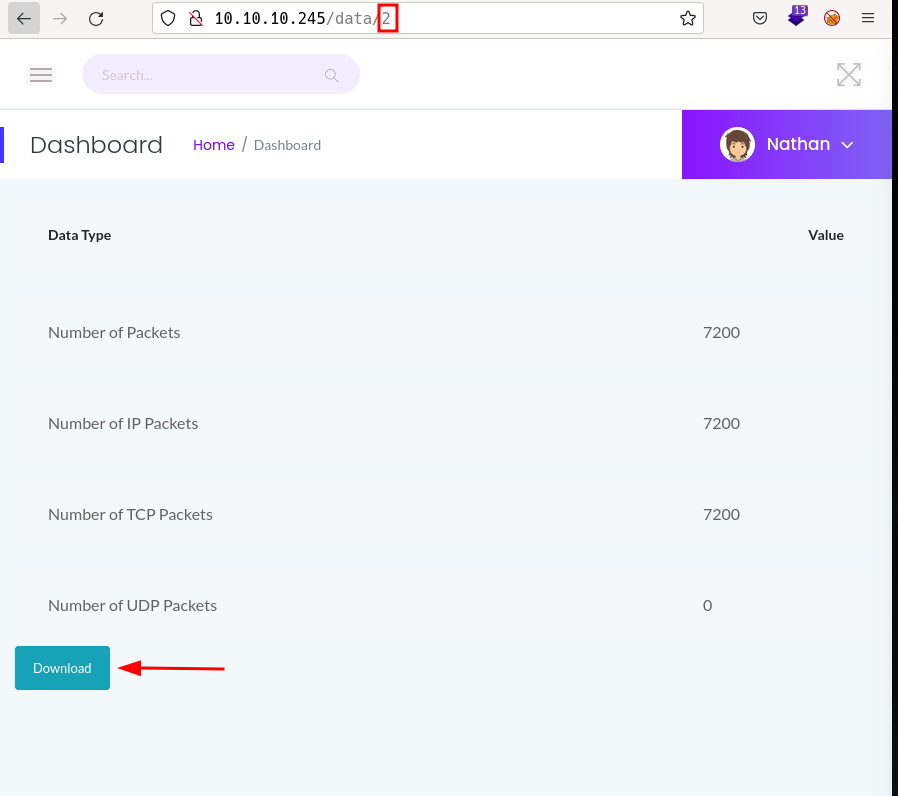 10.10.10.245/data/2
13
Search...
Dashboard Home / Dashboard Nathan
Data Type Value
Number of Packets 7200
Number of IP Packets 7200
Number of TCP Packets 7200
Number of UDP Packets 0
Download